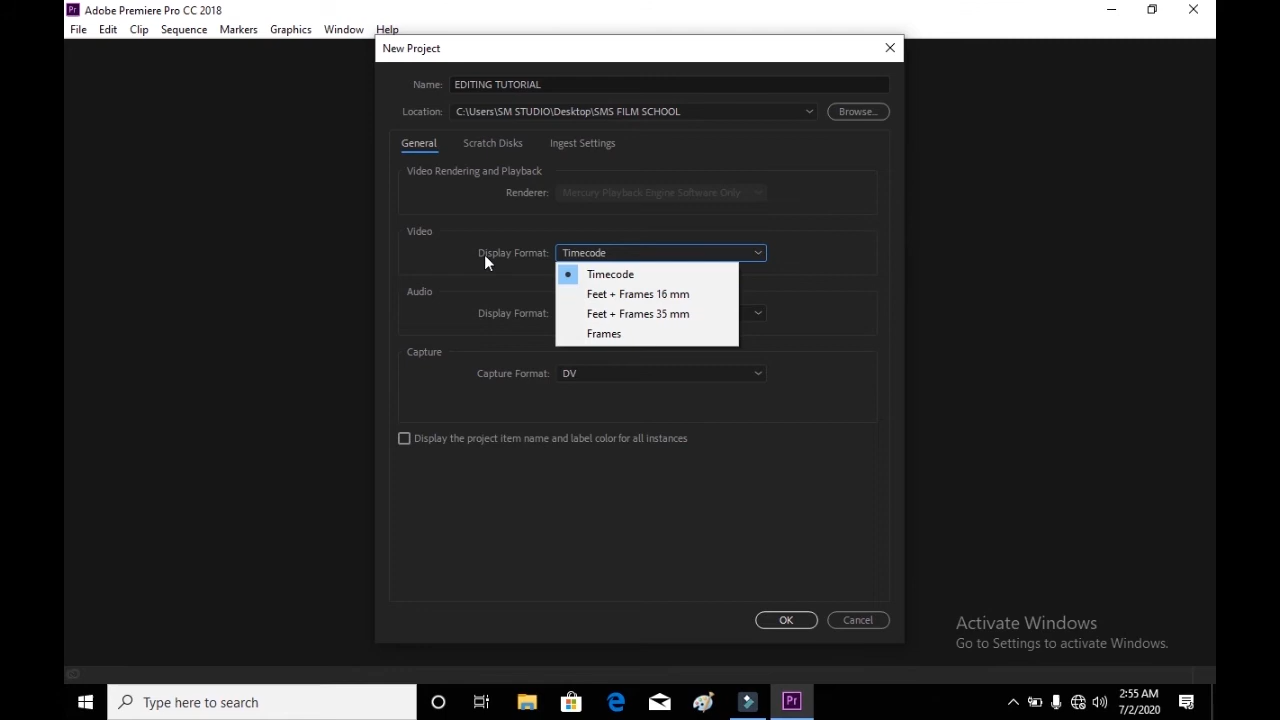 Adobe Premiere Pro CC 2018
File Edit Clip Sequence Markers Graphics Window Help
New Project
Name: EDITING TUTORIAL
Location: C:\Users\SM STUDIO\Desktop\SMS FILM SCHOOL Browse...
General Scratch Disks Ingest Settings
Video Rendering and Playback
Renderer: Mercury Playback Engine Software Only
Video
Display Format: Timecode
Timecode
Feet + Frames 16 mm
Feet + Frames 35 mm
Frames
Audio
Display Format:
Capture
Capture Format: DV
Display the project item name and label color for all instances
OK Cancel
Activate Windows
Go to Settings to activate Windows.
Type here to search
2:55 AM
7/2/2020